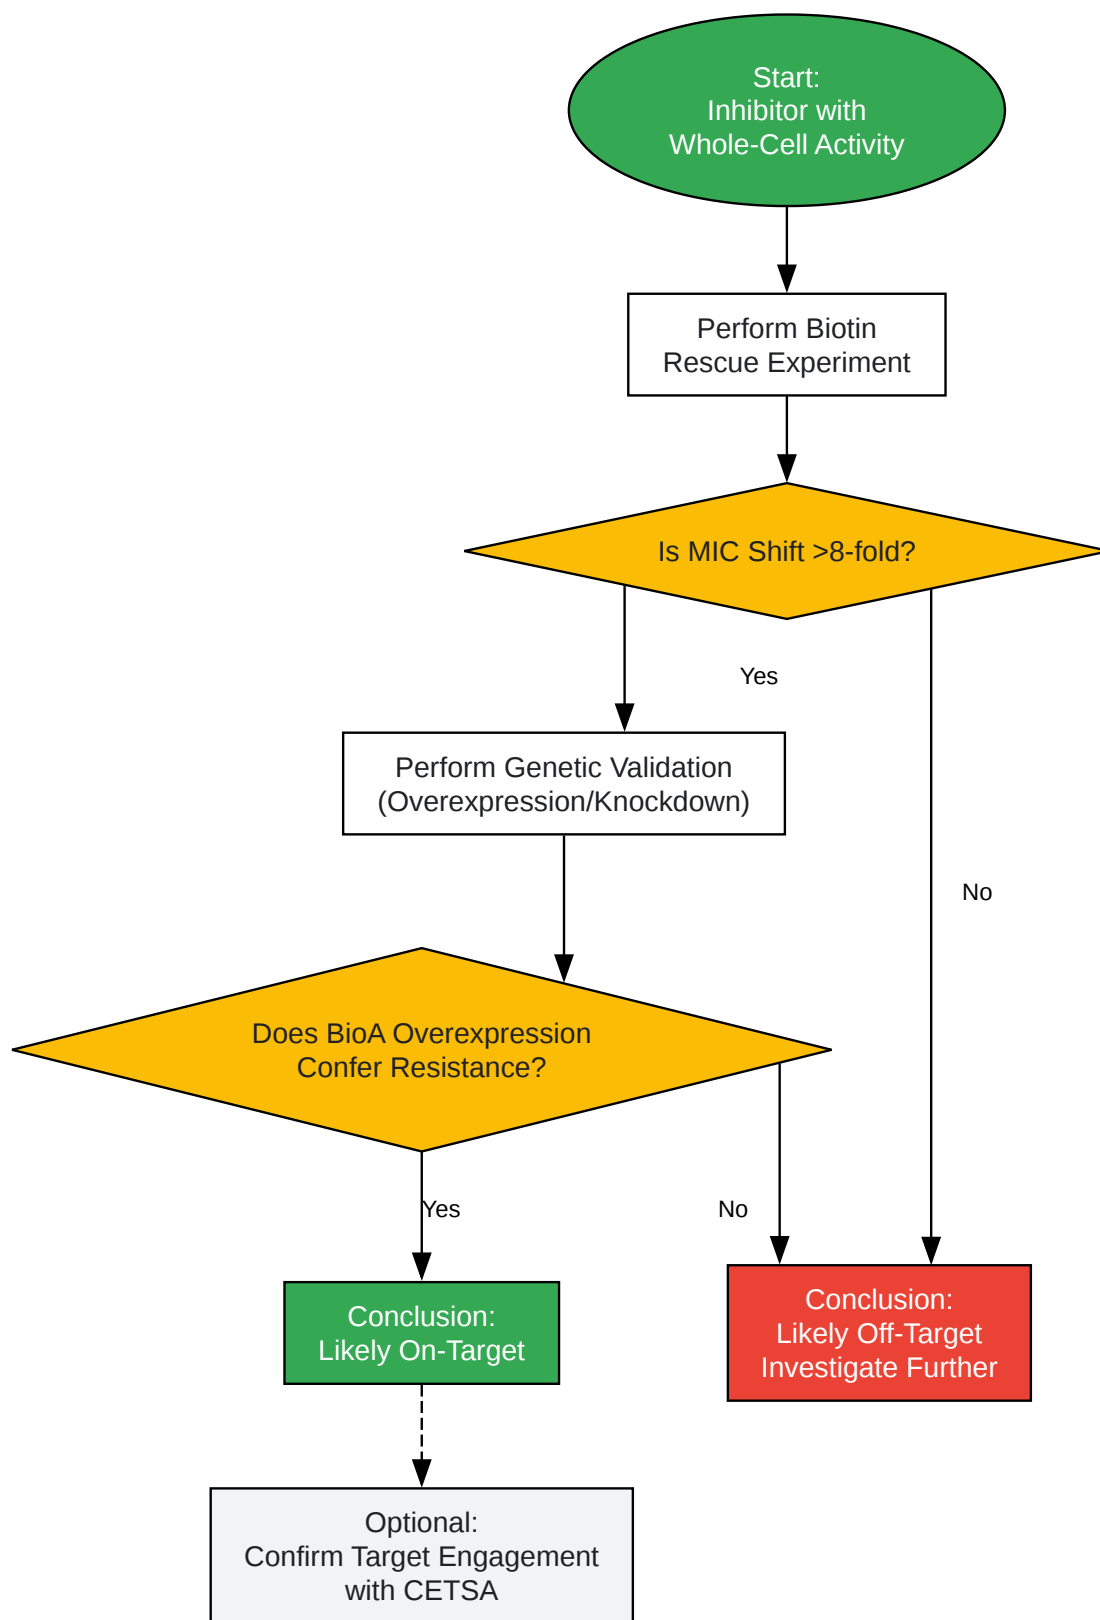 Start:
Inhibitor with
Whole-Cell Activity
Perform Biotin
Rescue Experiment
Is MIC Shift >8-fold?
Yes
Perform Genetic Validation
(Overexpression/Knockdown)
No
Does BioA Overexpression
Confer Resistance?
Yes
No
Conclusion:
Likely On-Target
Conclusion:
Likely Off-Target
Investigate Further
Optional:
Confirm Target Engagement
with CETSA